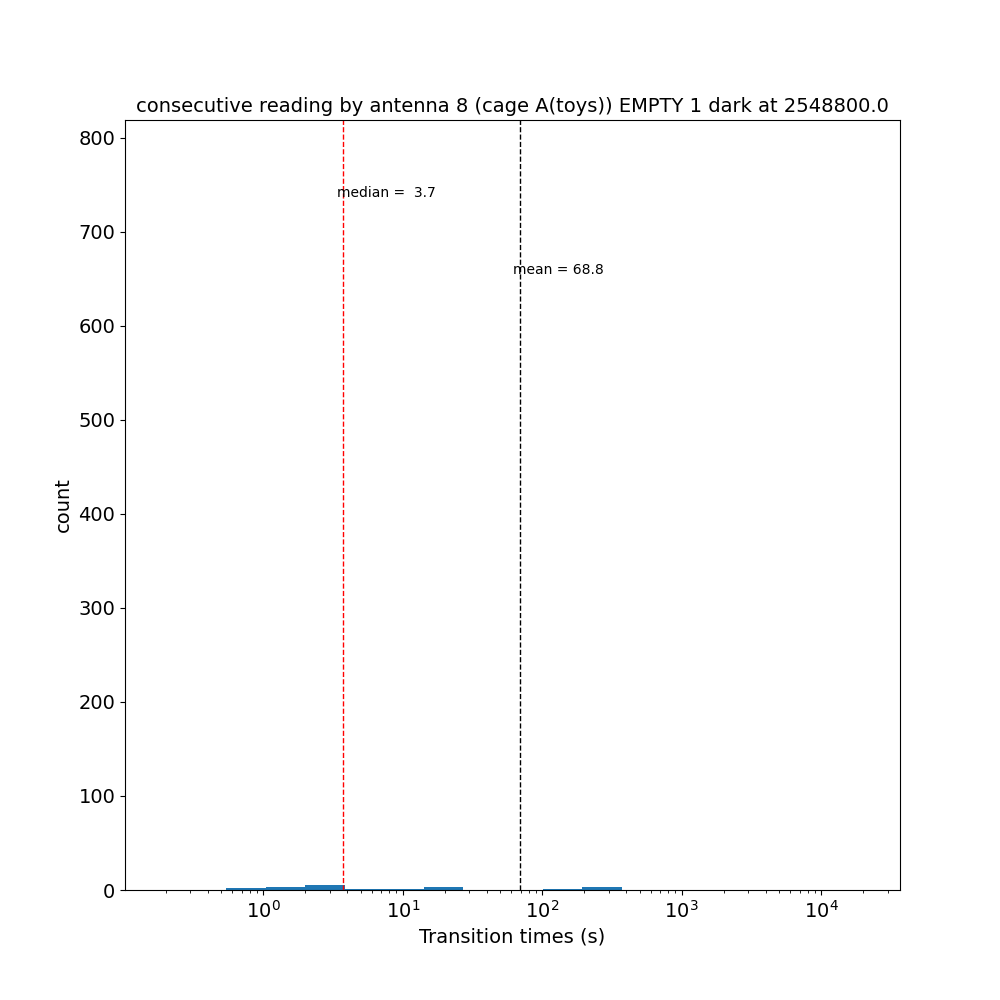 consecutive reading by antenna 8 (cage A(toys)) EMPTY 1 dark at 2548800.0
800
median =  3.7
700
mean = 68.8
600
500
400
count
300
200
100
0
10⁰ 10¹ 10² 10³ 10⁴
Transition times (s)